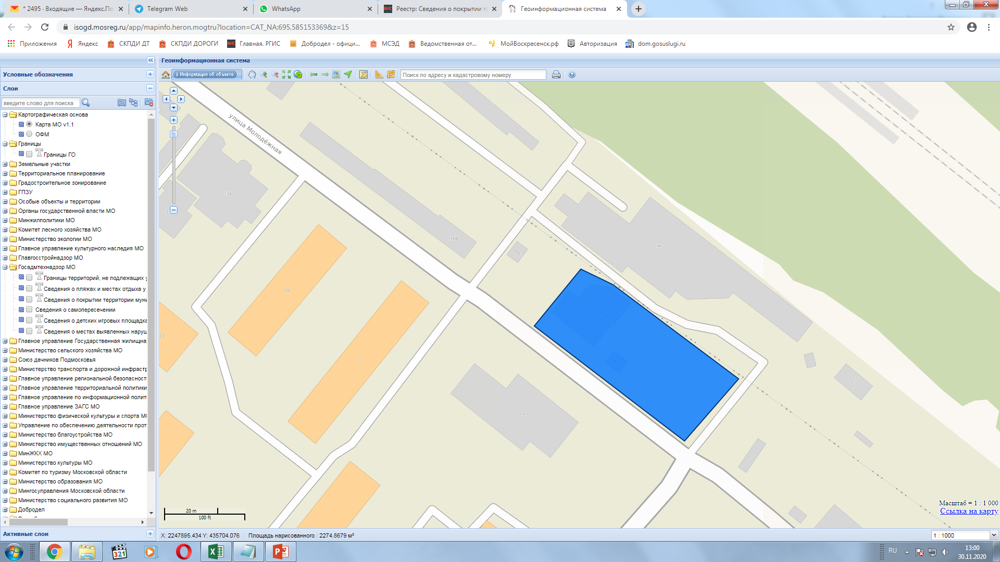 * 2495 · Входящие — Яндекс.По
Telegram Web
WhatsApp
Реестр: Сведения о покрытии т
Геоинформационная система
isogd.mosreg.ru/app/mapinfo.heron.mogtru?location=CAT_NA:695,585153369&z=15
Приложения
Яндекс
СКПДИ ДТ
СКПДИ ДОРОГИ
Главная. РГИС
Добродел - офици...
МСЭД
Ведомственная от...
МойВоскресенск.рф
Авторизация
dom.gosuslugi.ru
Геоинформационная система
Информация об объекте
Поиск по адресу и кадастровому номеру
Условные обозначения
Слои
введите слово для поиска
Картографическая основа
Карта МО v1.1
ОФМ
Границы
Границы ГО
Земельные участки
Территориальное планирование
Градостроительное зонирование
ГПЗУ
Особые объекты и территории
Органы государственной власти МО
Минжилполитики МО
Комитет лесного хозяйства МО
Министерство экологии МО
Главное управление культурного наследия МО
Главгосстройнадзор МО
Госадмтехнадзор МО
Границы территорий, не подлежащих у
Сведения о пляжах и местах отдыха у
Сведения о покрытии территории муни
Сведения о самопересечении
Сведения о детских игровых площадка
Сведения о местах выявленных наруш
Главное управление Государственная жилищна
Министерство сельского хозяйства МО
Союз дачников Подмосковья
Министерство транспорта и дорожной инфрастр
Главное управление региональной безопасност
Главное управление территориальной политики
Главное управление по информационной полит
Главное управление ЗАГС МО
Министерство физической культуры и спорта МО
Управление по обеспечению деятельности прот
Министерство благоустройства МО
Министерство имущественных отношений МО
МинЖКХ МО
Министерство культуры МО
Комитет по туризму Московской области
Министерство образования МО
Мингосуправления Московской области
Министерство социального развития МО
Добродел
Активные слои
улица Молодёжная
13А
16В
16В
36
1А
20 m
100 ft
Масштаб = 1 : 1 000
Ссылка на карту
X: 2247895.434 Y: 435704.076
Площадь нарисованного : 2274.8679 м²
1 : 1000
321
RU
13:00
30.11.2020